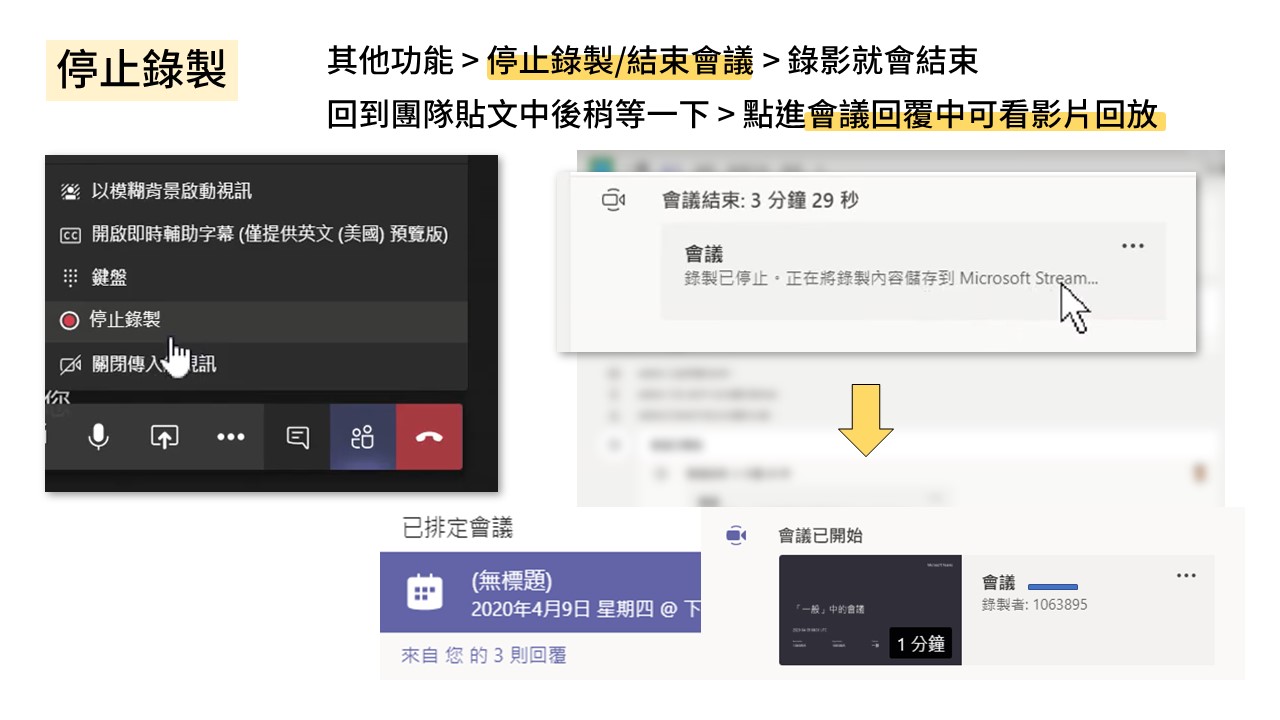 停止錄製
其他功能 > 停止錄製/結束會議 > 錄影就會結束
回到團隊貼文中後稍等一下 > 點進會議回覆中可看影片回放
以模糊背景啟動視訊
開啟即時輔助字幕 (僅提供英文 (美國) 預覽版)
鍵盤
停止錄製
關閉傳入視訊
您
會議結束: 3 分鐘 29 秒
會議
錄製已停止。正在將錄製內容儲存到 Microsoft Stream...
已排定會議
(無標題)
2020年4月9日 星期四 @ 下
來自 您 的 3 則回覆
會議已開始
「一般」中的會議
1 分鐘
會議
錄製者: 1063895